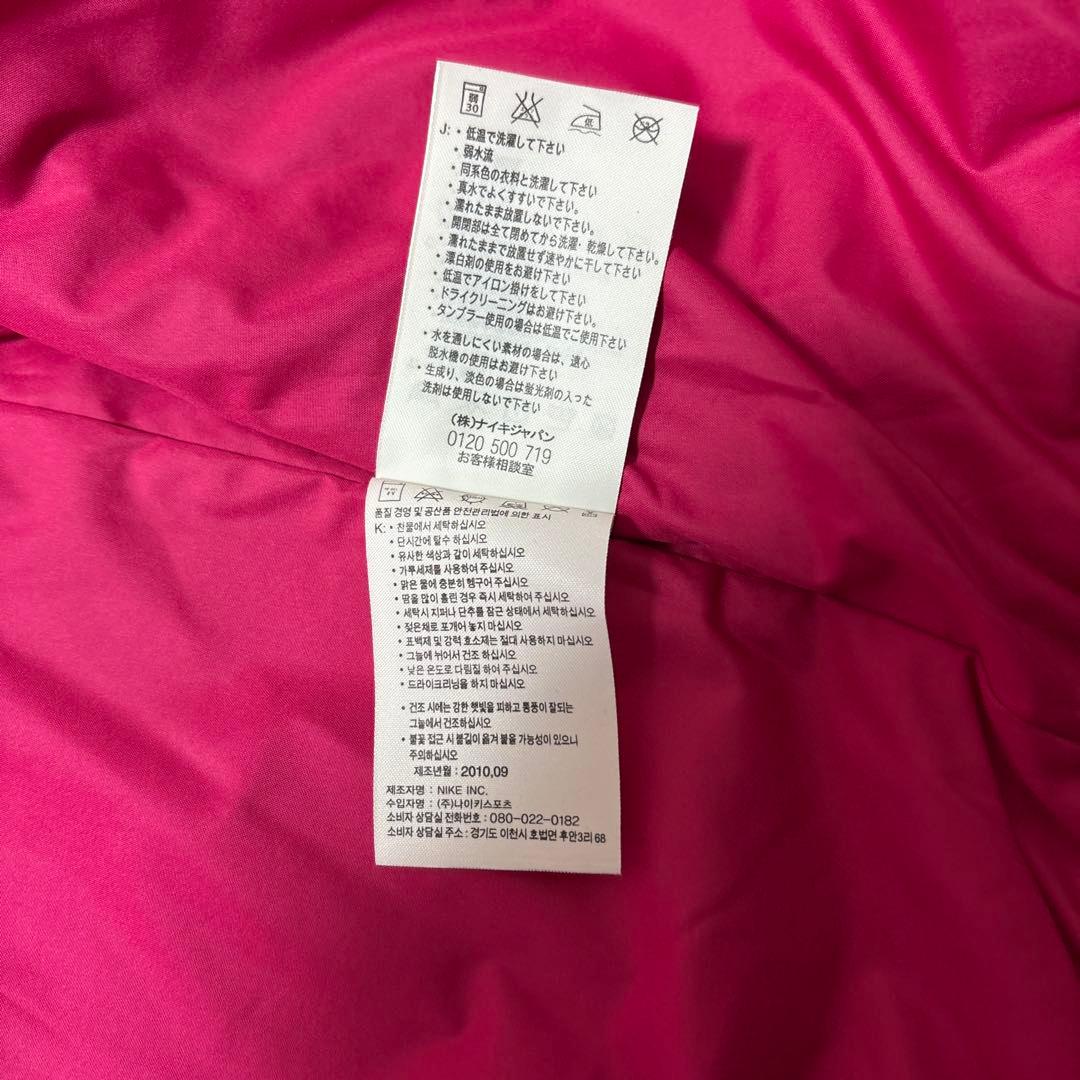 弱
30
低
J: • 低温で洗濯して下さい
• 弱水流
• 同系色の衣料と洗濯して下さい
• 真水でよくすすいで下さい。
• 濡れたまま放置しないで下さい。
• 開閉部は全て閉めてから洗濯・乾燥して下さい。
• 濡れたままで放置せず速やかに干して下さい
• 漂白剤の使用をお避け下さい
• 低温でアイロン掛けをして下さい
• ドライクリーニングはお避け下さい。
• タンブラー使用の場合は低温でご使用下さい
• 水を通しにくい素材の場合は、遠心
脱水機の使用はお避け下さい
• 生成り、淡色の場合は蛍光剤の入った
洗剤は使用しないで下さい
(株)ナイキジャパン
0120 500 719
お客様相談室
품질 경영 및 공산품 안전관리법에 의한 표시
K: • 찬물에서 세탁하십시오
• 단시간에 탈수 하십시오
• 유사한 색상과 같이 세탁하십시오
• 가루세제를 사용하여 주십시오
• 맑은 물에 충분히 헹구어 주십시오
• 땀을 많이 흘린 경우 즉시 세탁하여 주십시오
• 세탁시 지퍼나 단추를 잠근 상태에서 세탁하십시오
• 젖은채로 포개어 놓지 마십시오
• 표백제 및 강력 효소제는 절대 사용하지 마십시오
• 그늘에 뉘어서 건조 하십시오
• 낮은 온도로 다림질 하여 주십시오
• 드라이크리닝을 하지 마십시오
• 건조 시에는 강한 햇빛을 피하고 통풍이 잘되는
그늘에서 건조하십시오
• 불꽃 접근 시 불길이 옮겨 붙을 가능성이 있으니
주의하십시오
제조년월 : 2010,09
제조자명 : NIKE INC.
수입자명 : (주)나이키스포츠
소비자 상담실 전화번호 : 080-022-0182
소비자 상담실 주소 : 경기도 이천시 호법면 후안3리 68